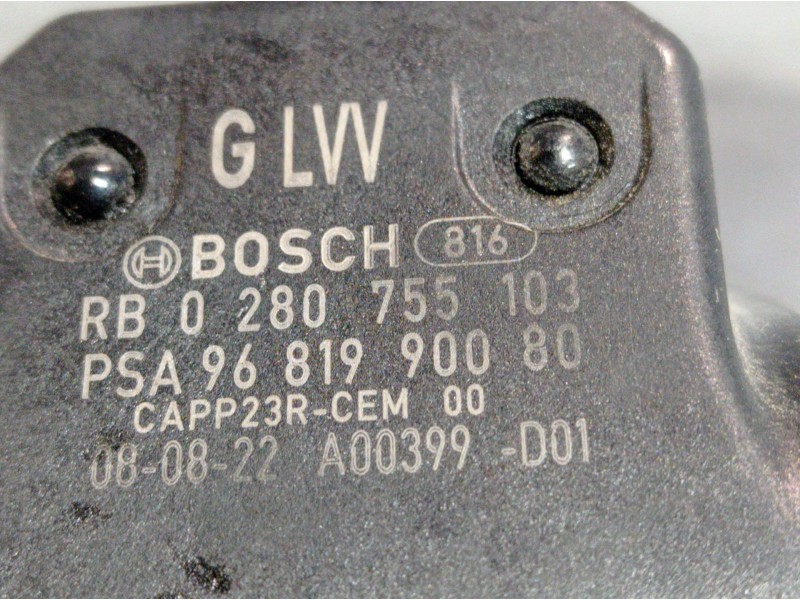 G LVV
BOSCH 816
RB 0 280 755 103
PSA 96 819 900 80
CAPP23R-CEM 00
08-08-22 A00399 -D01